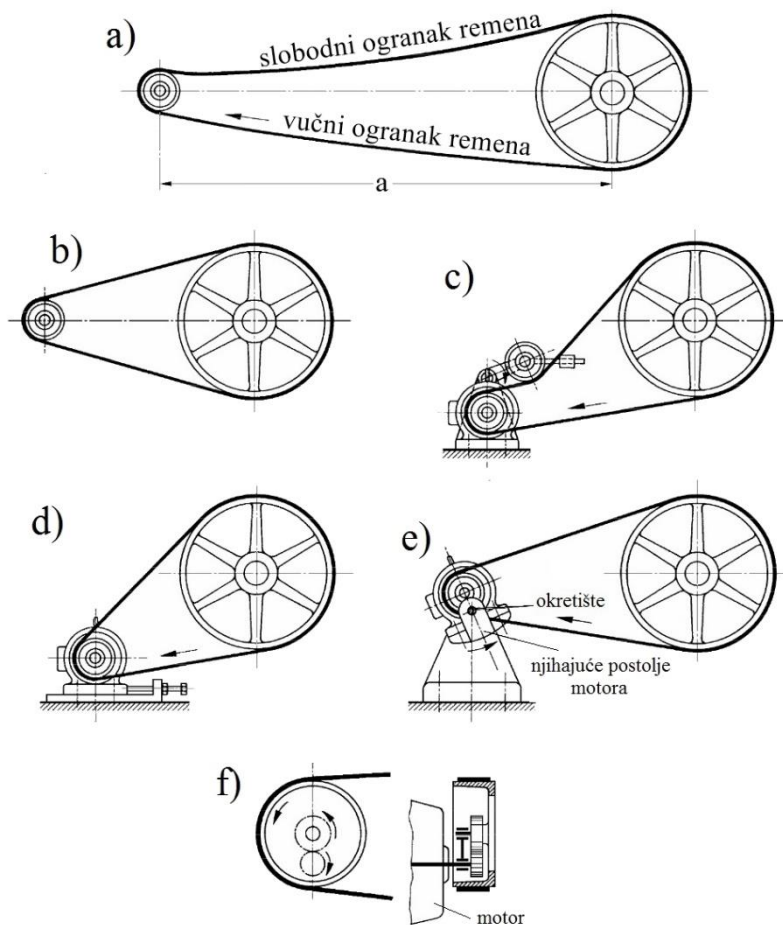 a)
slobodni ogranak remena
vučni ogranak remena
a
b)
c)
d)
e)
okretište
njihajuće postolje
motora
f)
motor